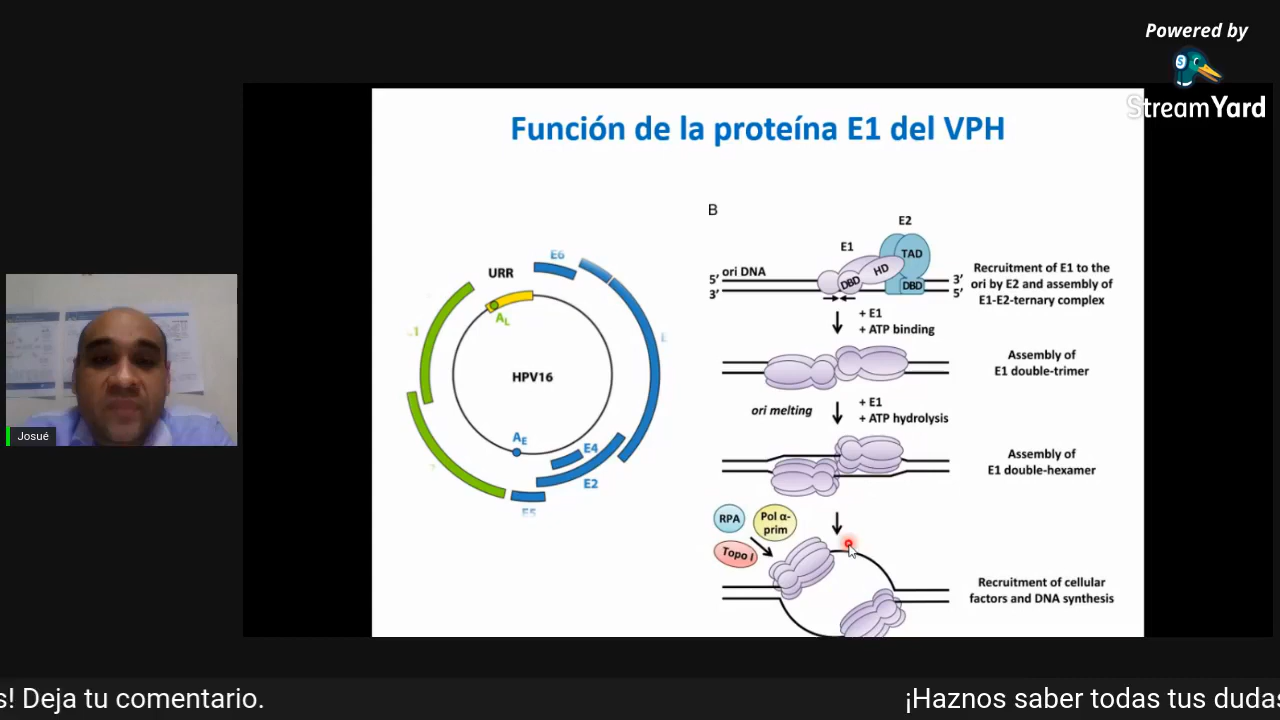 Powered by
StreamYard
Función de la proteína E1 del VPH
B
URR
E6
A_L
HPV16
A_E
E4
E2
E5
E2
E1
TAD
HD
DBD
DBD
5’ ori DNA
3’
3’
5’
Recruitment of E1 to the
ori by E2 and assembly of
E1-E2-ternary complex
+ E1
+ ATP binding
Assembly of
E1 double-trimer
ori melting
+ E1
+ ATP hydrolysis
Assembly of
E1 double-hexamer
RPA
Pol α-
prim
Topo I
Recruitment of cellular
factors and DNA synthesis
Josué
s! Deja tu comentario.
¡Haznos saber todas tus dudas